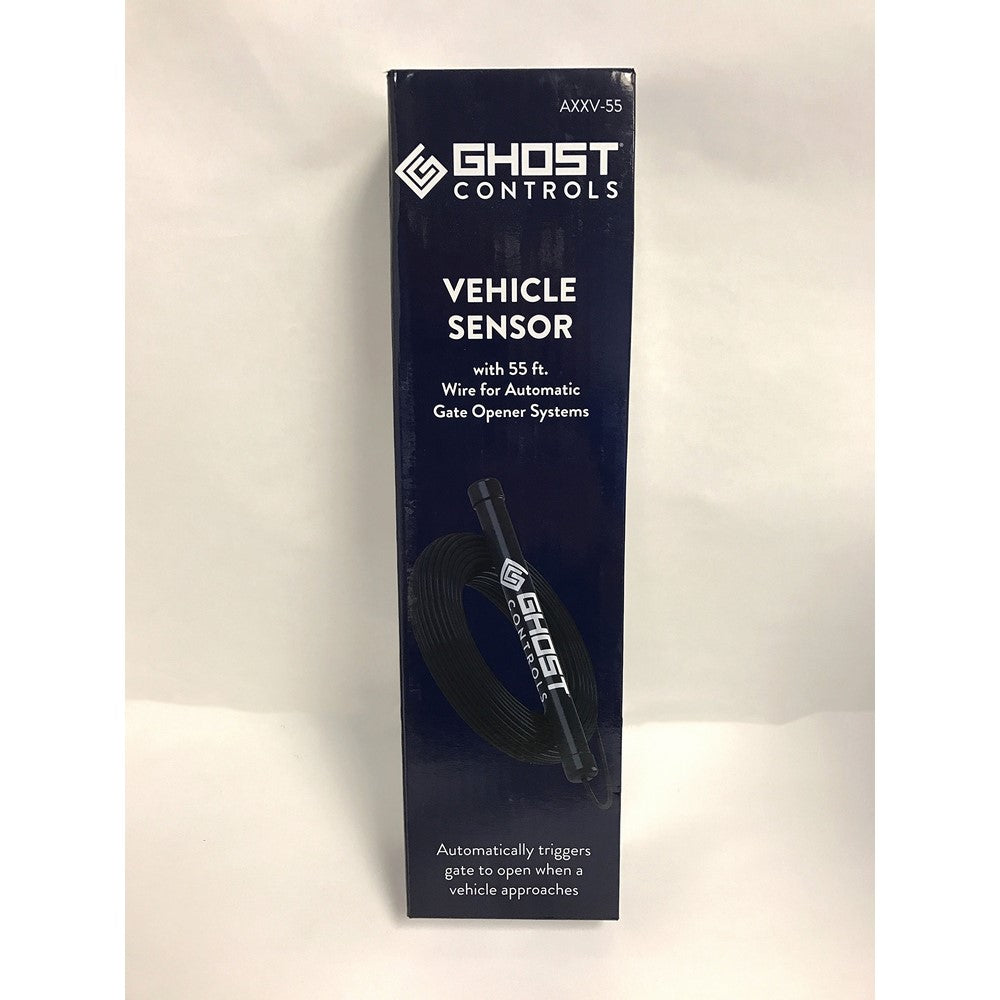 AXXV-55
GHOST®
CONTROLS
VEHICLE
SENSOR
with 55 ft.
Wire for Automatic
Gate Opener Systems
GHOST
CONTROLS
Automatically triggers
gate to open when a
vehicle approaches